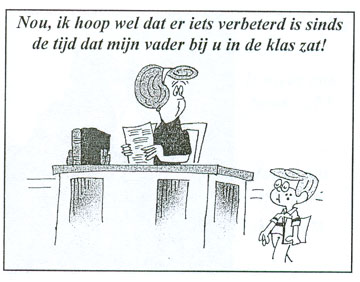 Nou, ik hoop wel dat er iets verbeterd is sinds
de tijd dat mijn vader bij u in de klas zat!